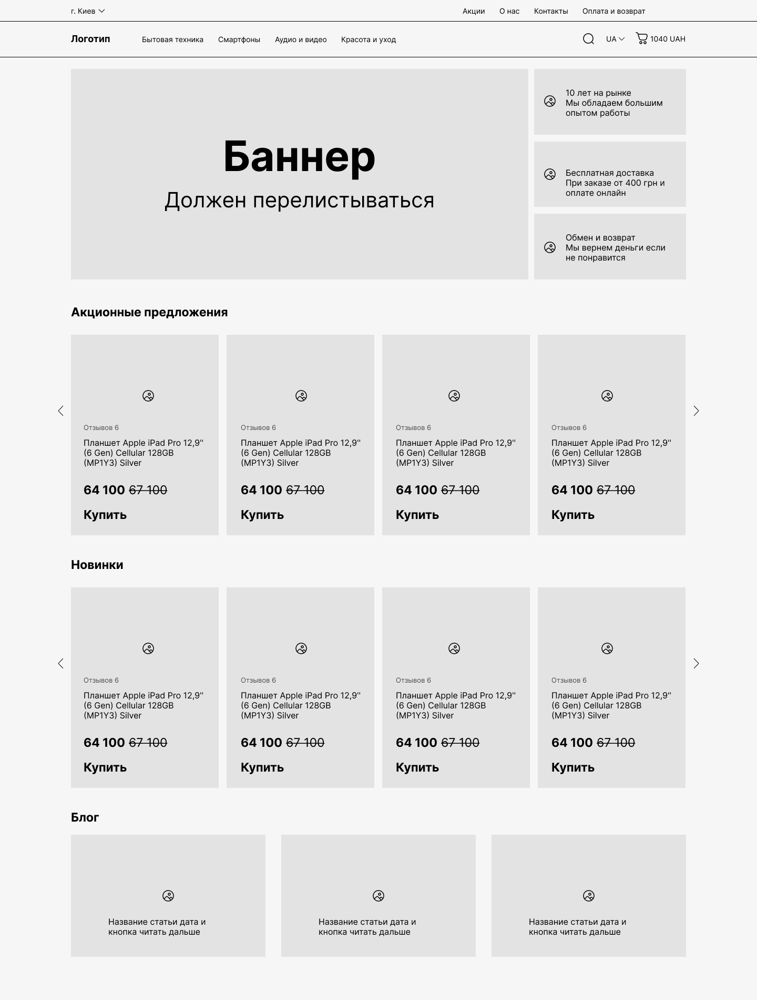 г. Киев
Акции
О нас
Контакты
Оплата и возврат
Логотип
Бытовая техника
Смартфоны
Аудио и видео
Красота и уход
UA
1040 UAH
Баннер
Должен перелистываться
10 лет на рынке
Мы обладаем большим
опытом работы
Бесплатная доставка
При заказе от 400 грн и
оплате онлайн
Обмен и возврат
Мы вернем деньги если
не понравится
Акционные предложения
Отзывов 6
Планшет Apple iPad Pro 12,9''
(6 Gen) Cellular 128GB
(MP1Y3) Silver
64 100 67 100
Купить
Отзывов 6
Планшет Apple iPad Pro 12,9''
(6 Gen) Cellular 128GB
(MP1Y3) Silver
64 100 67 100
Купить
Отзывов 6
Планшет Apple iPad Pro 12,9''
(6 Gen) Cellular 128GB
(MP1Y3) Silver
64 100 67 100
Купить
Отзывов 6
Планшет Apple iPad Pro 12,9''
(6 Gen) Cellular 128GB
(MP1Y3) Silver
64 100 67 100
Купить
Новинки
Отзывов 6
Планшет Apple iPad Pro 12,9''
(6 Gen) Cellular 128GB
(MP1Y3) Silver
64 100 67 100
Купить
Отзывов 6
Планшет Apple iPad Pro 12,9''
(6 Gen) Cellular 128GB
(MP1Y3) Silver
64 100 67 100
Купить
Отзывов 6
Планшет Apple iPad Pro 12,9''
(6 Gen) Cellular 128GB
(MP1Y3) Silver
64 100 67 100
Купить
Отзывов 6
Планшет Apple iPad Pro 12,9''
(6 Gen) Cellular 128GB
(MP1Y3) Silver
64 100 67 100
Купить
Блог
Название статьи дата и
кнопка читать дальше
Название статьи дата и
кнопка читать дальше
Название статьи дата и
кнопка читать дальше